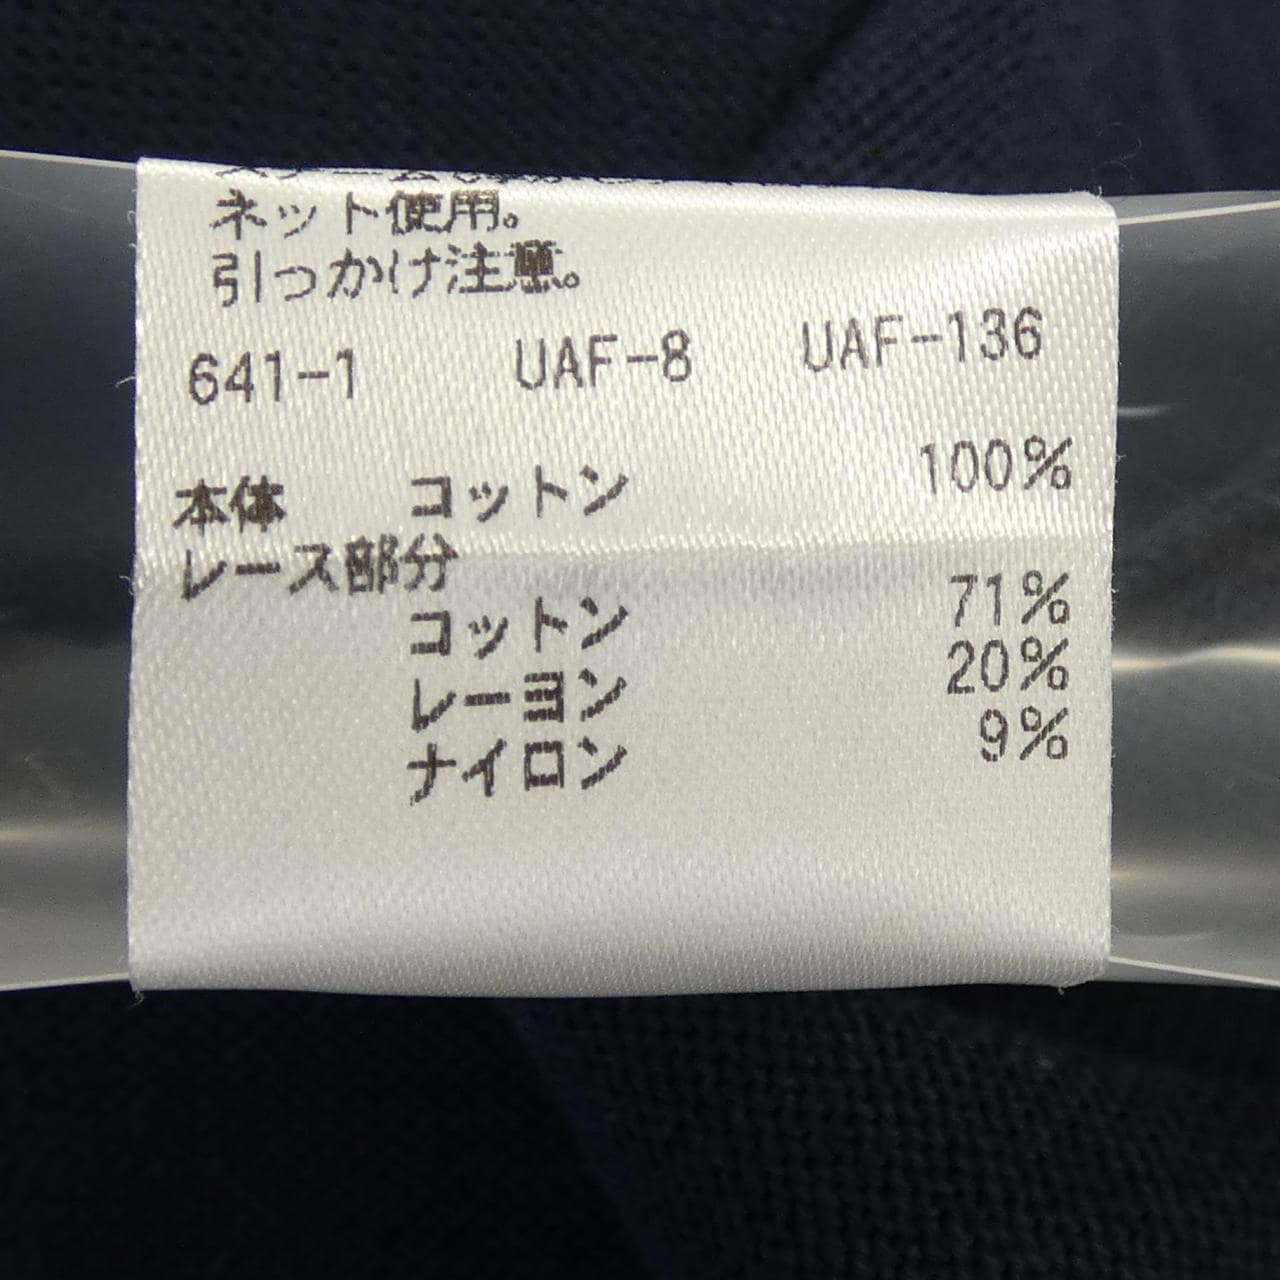 ネット使用。
引っかけ注意。
641-1 UAF-8 UAF-136
本体 コットン 100%
レース部分
コットン 71%
レーヨン 20%
ナイロン 9%